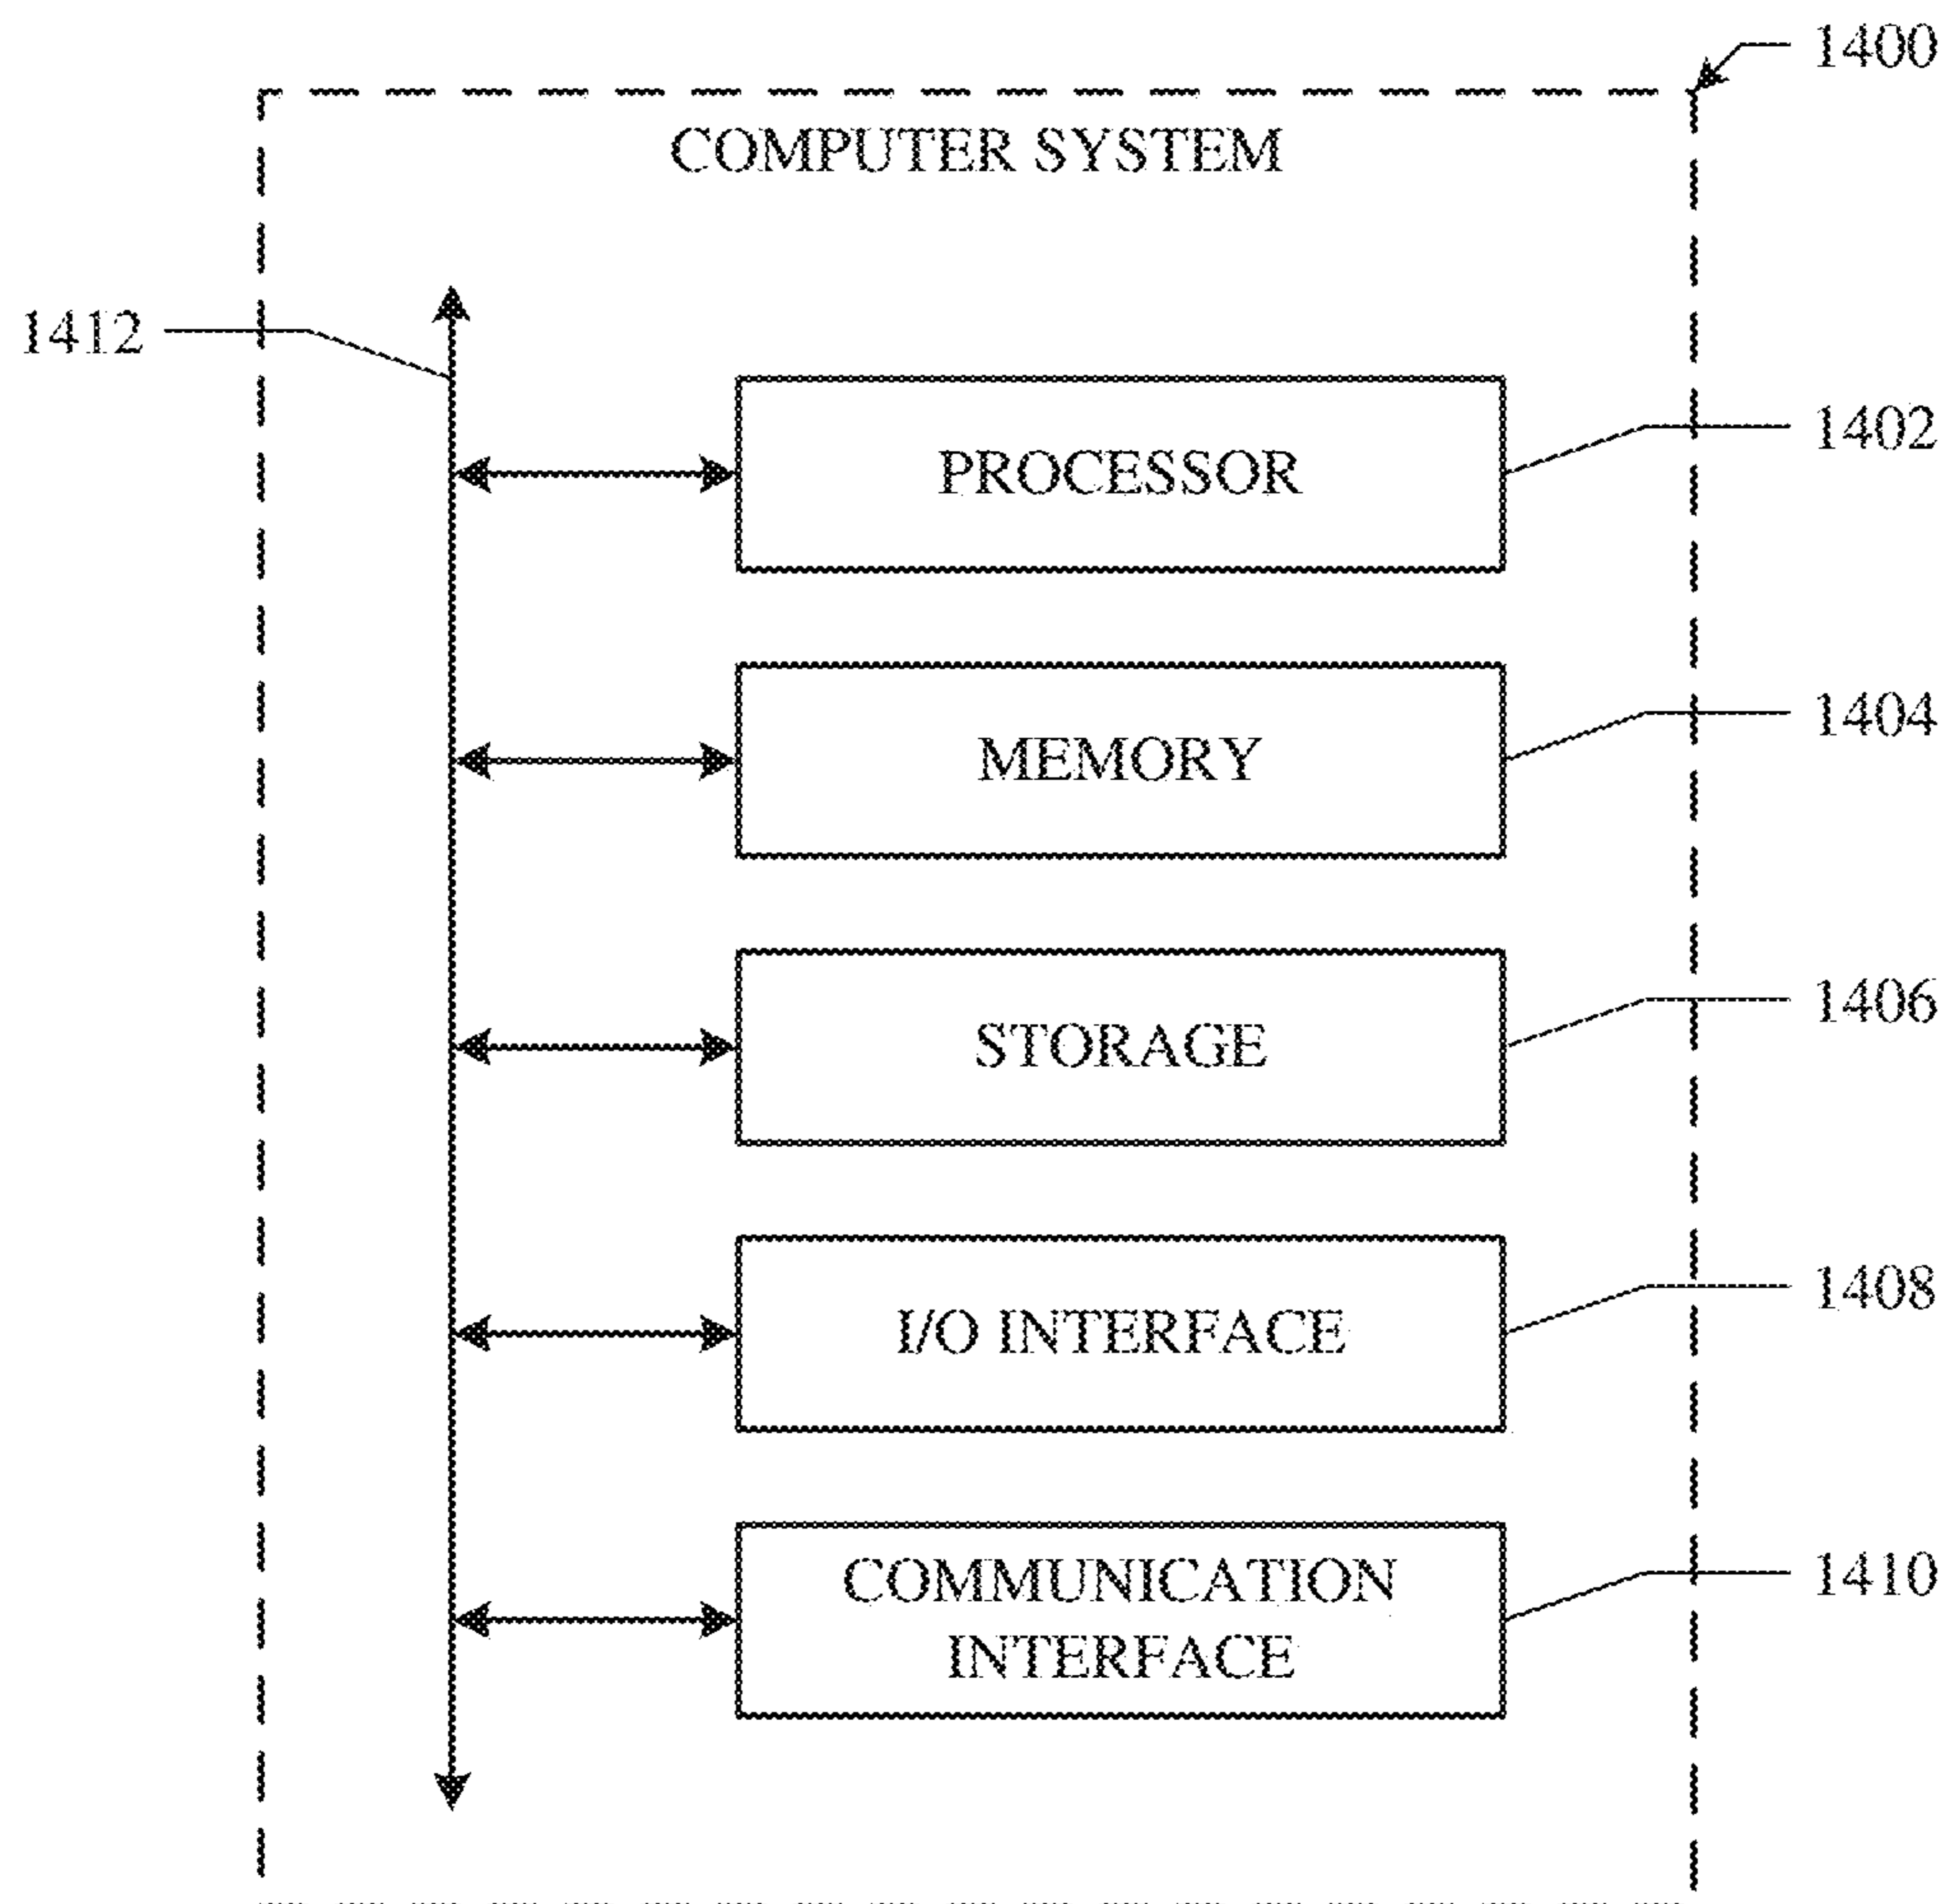 1400
COMPUTER SYSTEM
1412
PROCESSOR
1402
MEMORY
1404
STORAGE
1406
I/O INTERFACE
1408
COMMUNICATION
INTERFACE
1410